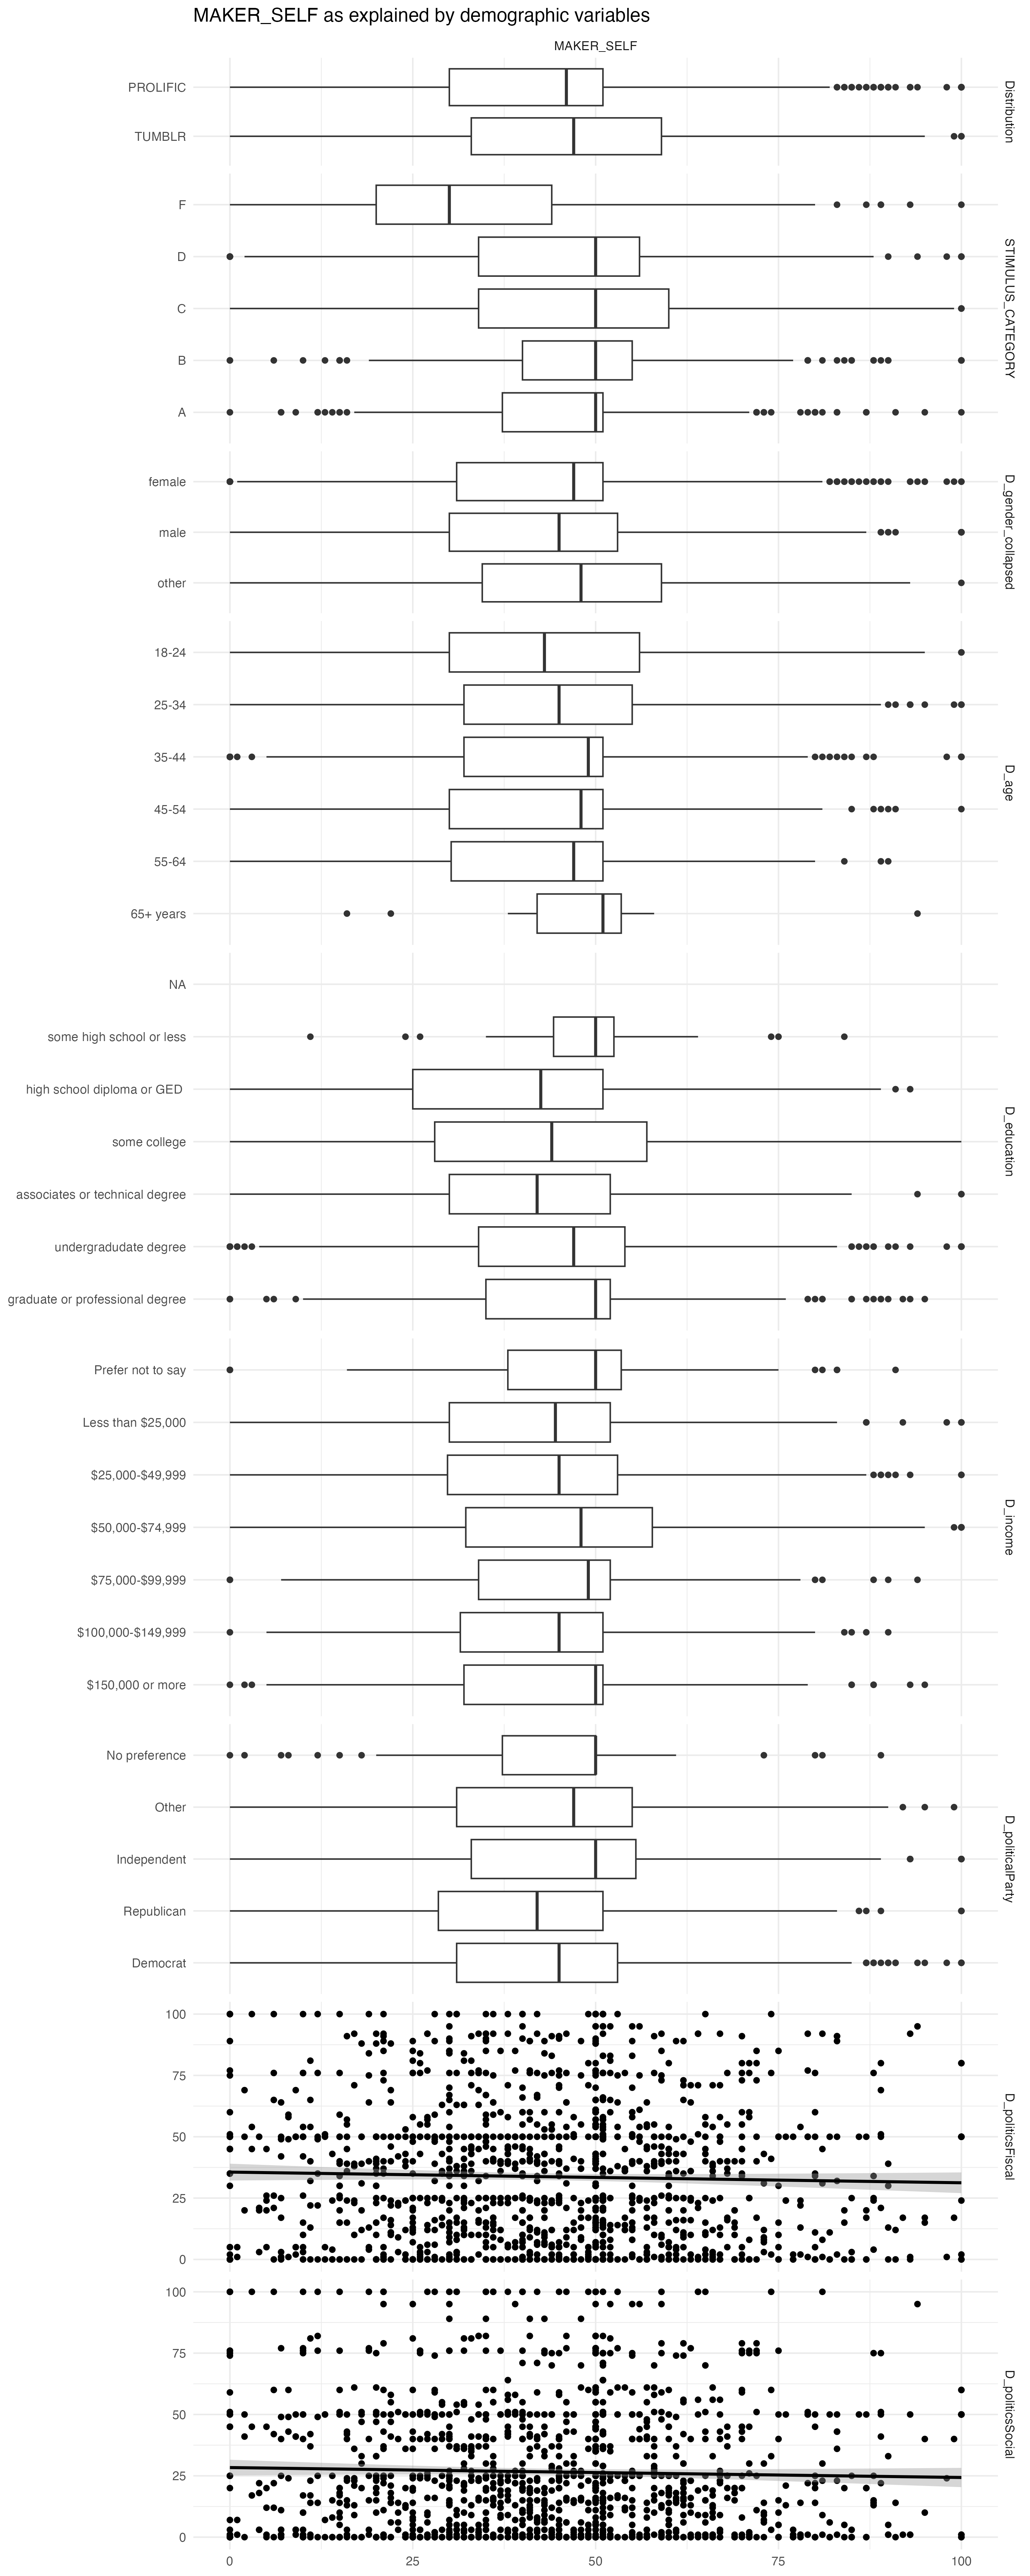 MAKER_SELF as explained by demographic variables
MAKER_SELF
PROLIFIC
TUMBLR
Distribution
F
D
C
B
A
STIMULUS_CATEGORY
female
male
other
D_gender_collapsed
18-24
25-34
35-44
45-54
55-64
65+ years
D_age
NA
some high school or less
high school diploma or GED
some college
associates or technical degree
undergradudate degree
graduate or professional degree
D_education
Prefer not to say
Less than $25,000
$25,000-$49,999
$50,000-$74,999
$75,000-$99,999
$100,000-$149,999
$150,000 or more
D_income
No preference
Other
Independent
Republican
Democrat
D_politicalParty
100
75
50
25
0
D_politicsFiscal
100
75
50
25
0
D_politicsSocial
0 25 50 75 100